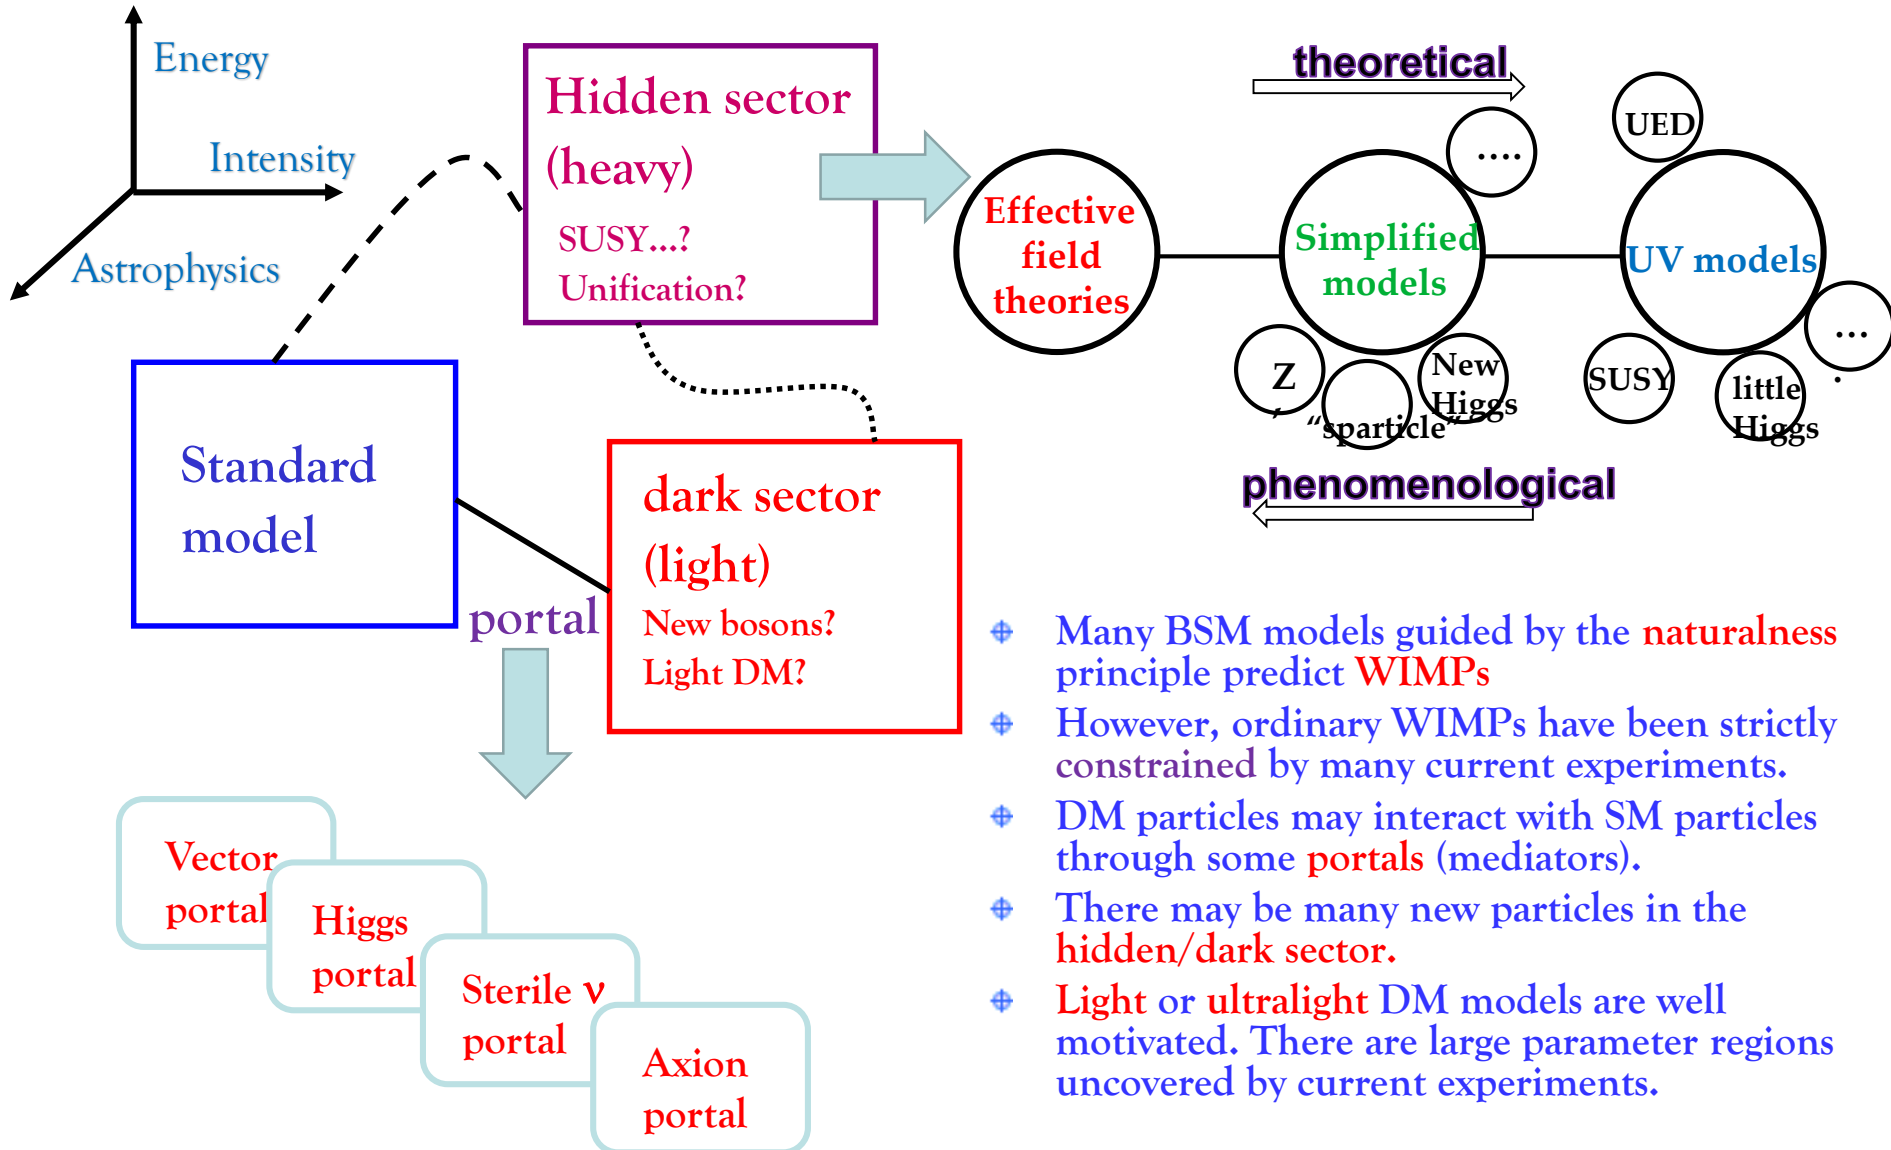 Energy
Intensity
Astrophysics
Hidden sector
(heavy)
SUSY...?
Unification?
Standard
model
dark sector
(light)
New bosons?
Light DM?
portal
Vector
portal
Higgs
portal
Sterile ν
portal
Axion
portal
theoretical
Effective
field
theories
Simplified
models
UV models
....
UED
Z
´
“sparticle“
New
Higgs
SUSY
little
Higgs
...
.
phenomenological
Many BSM models guided by the naturalness
principle predict WIMPs
However, ordinary WIMPs have been strictly
constrained by many current experiments.
DM particles may interact with SM particles
through some portals (mediators).
There may be many new particles in the
hidden/dark sector.
Light or ultralight DM models are well
motivated. There are large parameter regions
uncovered by current experiments.